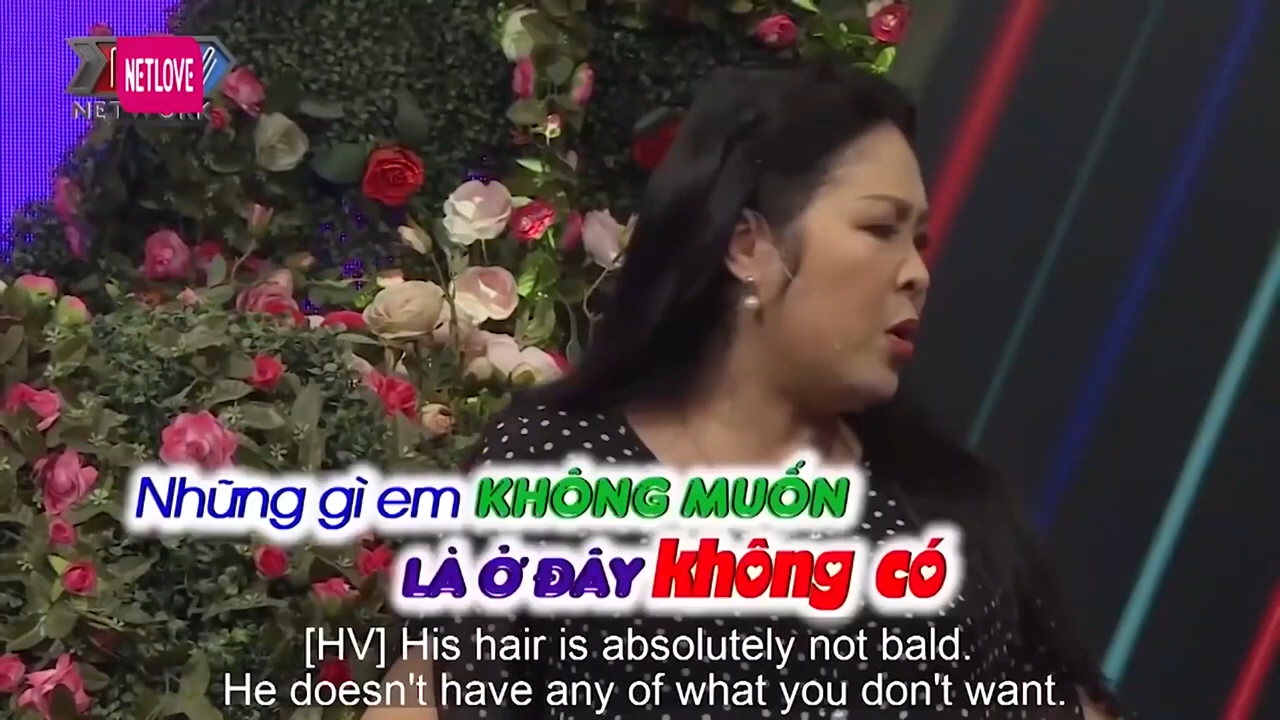 NETLOVE
Những gì em KHÔNG MUỐN
LÀ Ở ĐÂY không có
[HV] His hair is absolutely not bald.
He doesn't have any of what you don't want.